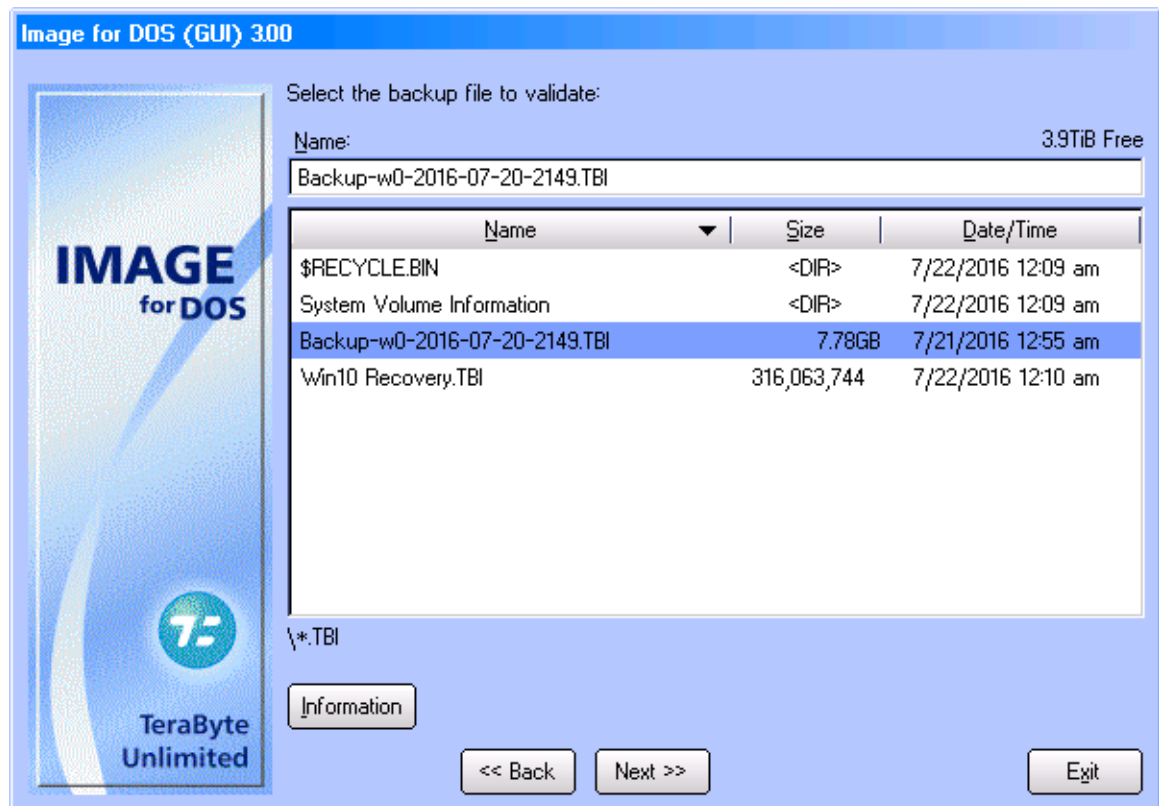 Image for DOS (GUI) 3.00
Select the backup file to validate:
Name: 3.9TiB Free
Backup-w0-2016-07-20-2149.TBI
Name Size Date/Time
$RECYCLE.BIN <DIR> 7/22/2016 12:09 am
System Volume Information <DIR> 7/22/2016 12:09 am
Backup-w0-2016-07-20-2149.TBI 7.78GB 7/21/2016 12:55 am
Win10 Recovery.TBI 316,063,744 7/22/2016 12:10 am
\*.TBI
Information
<< Back Next >> Exit
IMAGE
for DOS
TeraByte
Unlimited